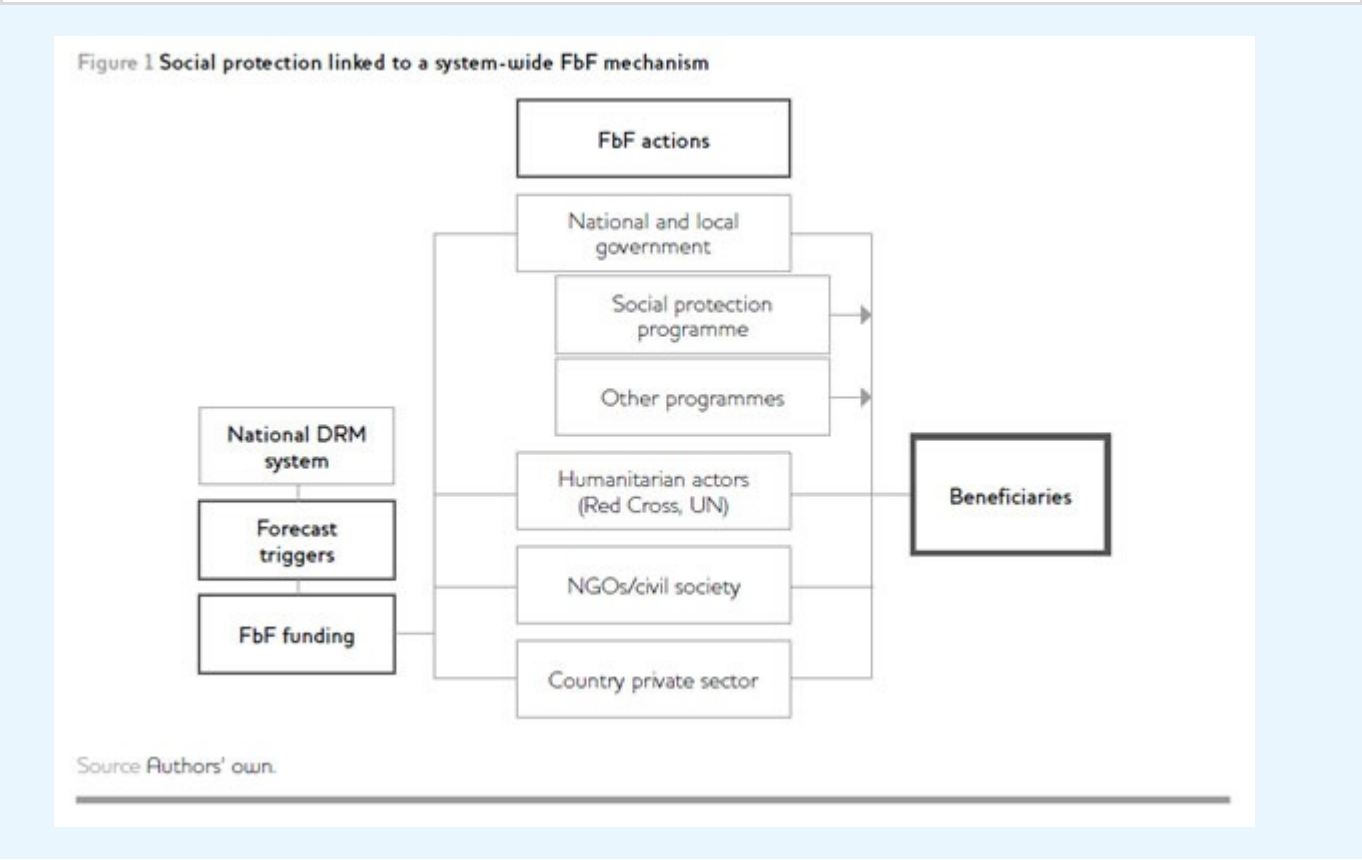 Figure 1 Social protection linked to a system-wide FbF mechanism
FbF actions
National and local
government
Social protection
programme
Other programmes
National DRM
system
Humanitarian actors
(Red Cross, UN)
Beneficiaries
Forecast
triggers
NGOs/civil society
FbF funding
Country private sector
Source Authors' own.